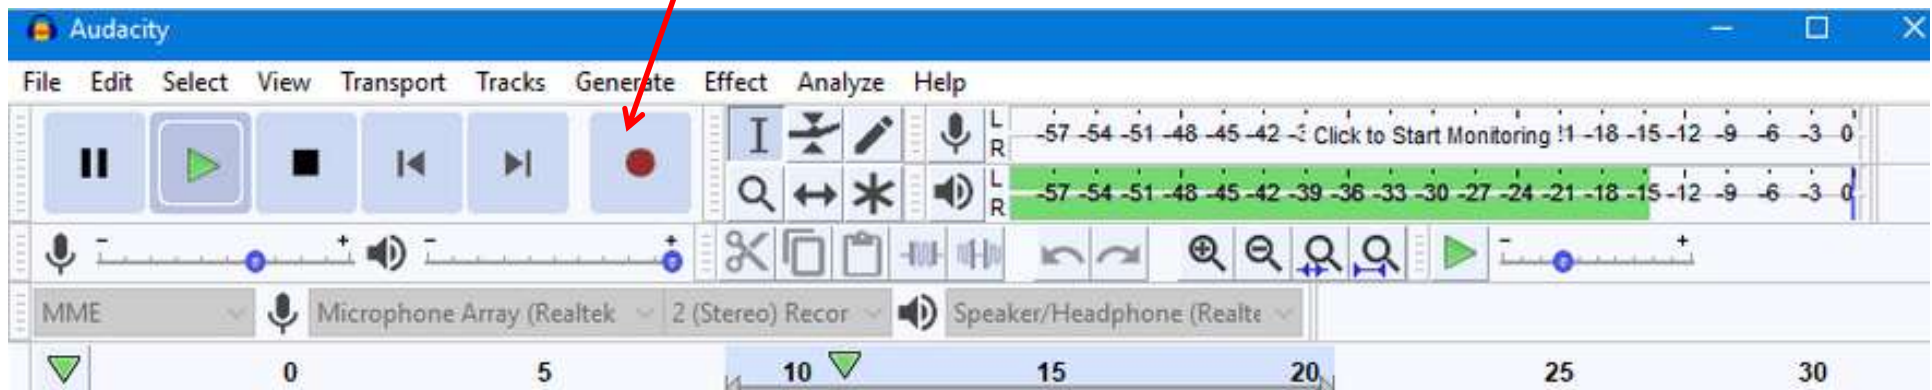 Audacity
File Edit Select View Transport Tracks Generate Effect Analyze Help
L
R
-57 -54 -51 -48 -45 -42 -3 Click to Start Monitoring !1 -18 -15 -12 -9 -6 -3 0
L
R
-57 -54 -51 -48 -45 -42 -39 -36 -33 -30 -27 -24 -21 -18 -15 -12 -9 -6 -3 0
- + - + - +
MME Microphone Array (Realtek 2 (Stereo) Recor Speaker/Headphone (Realte
0 5 10 15 20 25 30